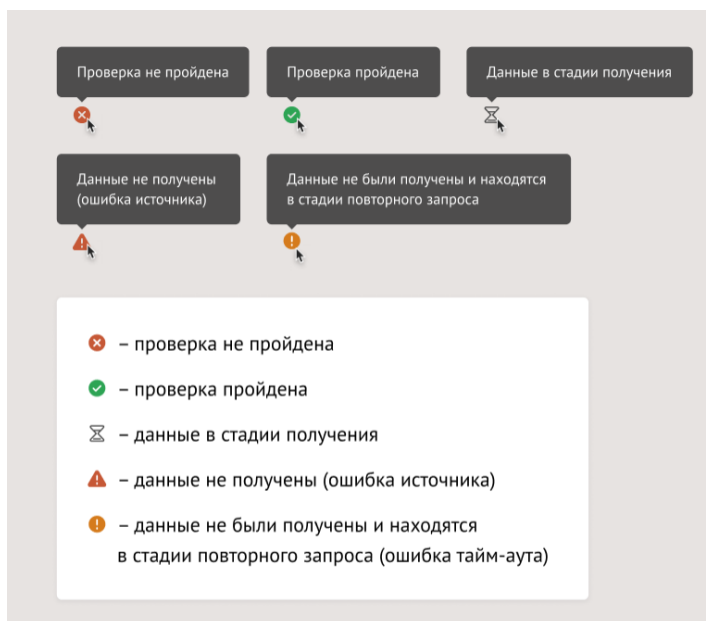 Проверка не пройдена
Проверка пройдена
Данные в стадии получения
Данные не получены
(ошибка источника)
Данные не были получены и находятся
в стадии повторного запроса
– проверка не пройдена
– проверка пройдена
– данные в стадии получения
– данные не получены (ошибка источника)
– данные не были получены и находятся
в стадии повторного запроса (ошибка тайм-аута)